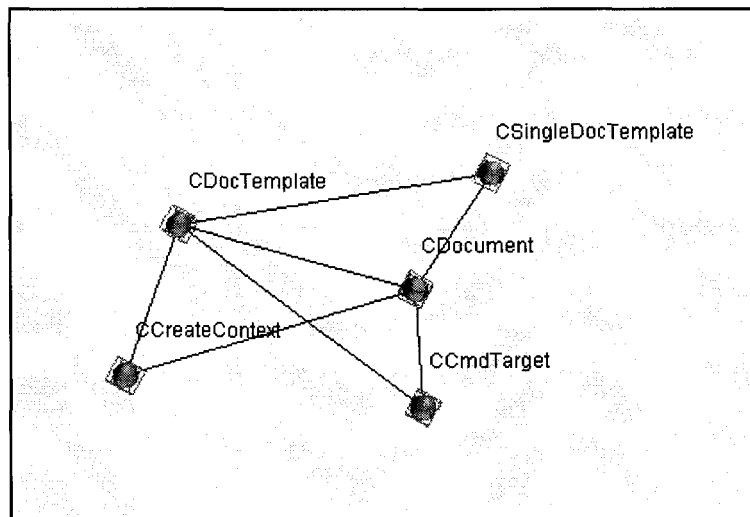 CSingleDocTemplate
CDocTemplate
CDocument
CCreateContext
CCmdTarget